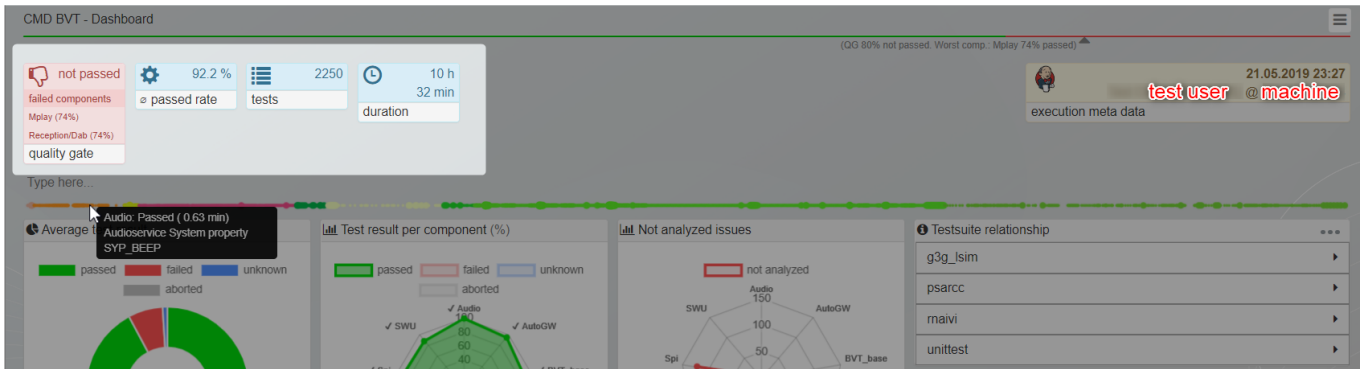 CMD BVT - Dashboard
(QG 80% not passed. Worst comp.: Mplay 74% passed)
not passed
failed components
Mplay (74%)
Reception/Dab (74%)
quality gate
92.2 %
⌀ passed rate
2250
tests
10 h
32 min
duration
21.05.2019 23:27
test user @ machine
execution meta data
Type here...
Audio: Passed ( 0.63 min)
Audioservice System property
SYP_BEEP
Average t
passed failed unknown
aborted
Test result per component (%)
passed failed unknown
aborted
✓ Audio
✓ SWU
✓ AutoGW
100
80
60
40
Not analyzed issues
not analyzed
Audio
150
SWU
AutoGW
100
Spi
50
BVT_base
Testsuite relationship
g3g_lsim
psarcc
rnaivi
unittest